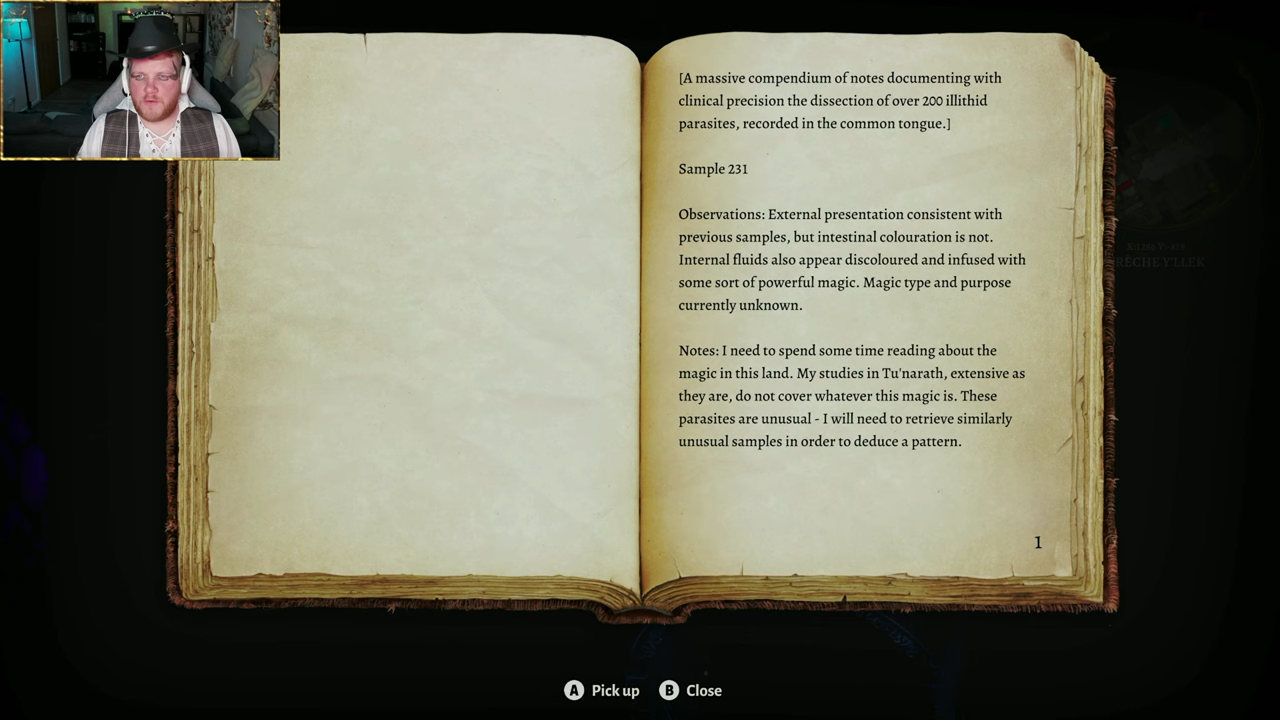 [A massive compendium of notes documenting with
clinical precision the dissection of over 200 illithid
parasites, recorded in the common tongue.]
Sample 231
Observations: External presentation consistent with
previous samples, but intestinal colouration is not.
Internal fluids also appear discoloured and infused with
some sort of powerful magic. Magic type and purpose
currently unknown.
Notes: I need to spend some time reading about the
magic in this land. My studies in Tu'narath, extensive as
they are, do not cover whatever this magic is. These
parasites are unusual - I will need to retrieve similarly
unusual samples in order to deduce a pattern.
1
A Pick up B Close